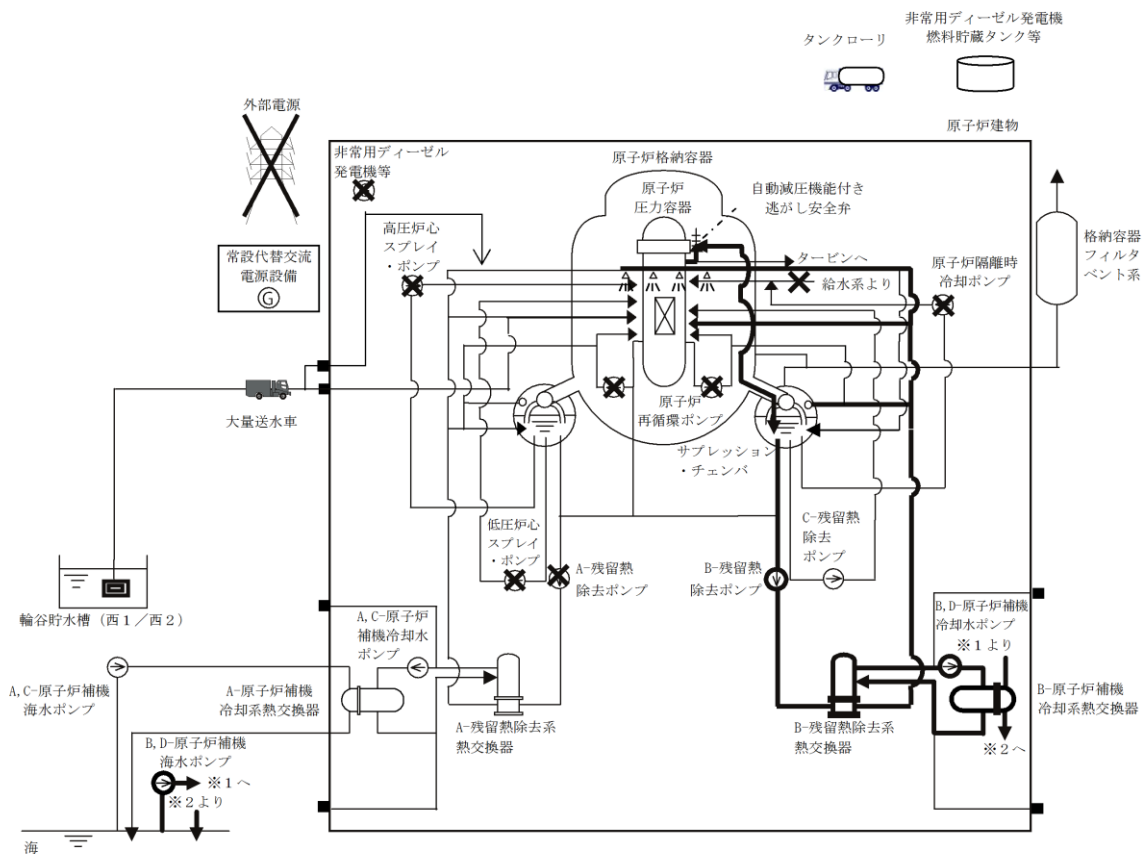 タンクローリ
非常用ディーゼル発電機
燃料貯蔵タンク等
外部電源
原子炉建物
非常用ディーゼル
発電機等
原子炉格納容器
原子炉
圧力容器
自動減圧機能付き
逃がし安全弁
高圧炉心
スプレイ
・ポンプ
常設代替交流
電源設備
G
タービンへ
給水系より
原子炉隔離時
冷却ポンプ
格納容器
フィルタ
ベント系
大量送水車
原子炉
再循環ポンプ
サプレッション
・チェンバ
低圧炉心
スプレイ
・ポンプ
A-残留熱
除去ポンプ
B-残留熱
除去ポンプ
C-残留熱
除去
ポンプ
輪谷貯水槽(西1/西2)
A,C-原子炉
補機冷却水
ポンプ
B,D-原子炉補機
冷却水ポンプ
※1より
A,C-原子炉補機
海水ポンプ
A-原子炉補機
冷却系熱交換器
A-残留熱除去系
熱交換器
B-残留熱除去系
熱交換器
B-原子炉補機
冷却系熱交換器
※2へ
B,D-原子炉補機
海水ポンプ
※1へ
※2より
海